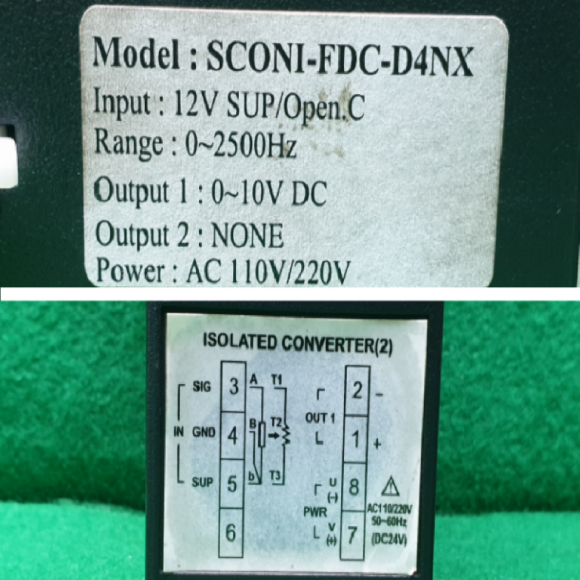 Model : SCONI-FDC-D4NX
Input : 12V SUP/Open.C
Range : 0~2500Hz
Output 1 : 0~10V DC
Output 2 : NONE
Power : AC 110V/220V
ISOLATED CONVERTER(2)
SIG 3 A T1 2 -
IN GND 4 B T2 OUT 1 1 +
SUP 5 b T3 U (-) 8
6 PWR V (+) 7
AC110/220V
50~60Hz
(DC24V)